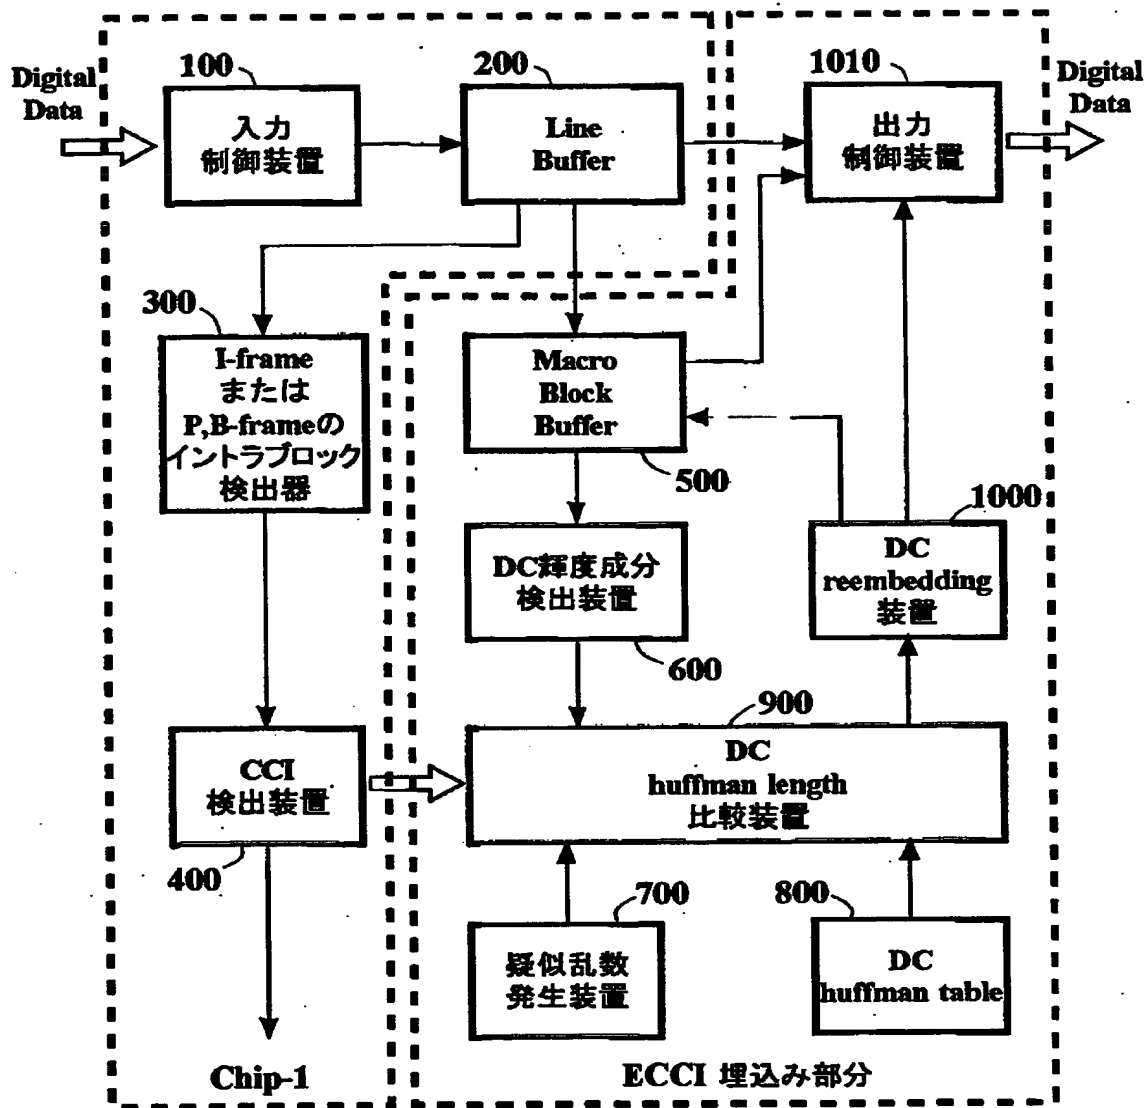 Digital
Data
100
入力
制御装置
200
Line
Buffer
1010
出力
制御装置
Digital
Data
300
I-frame
または
P,B-frameの
イントラブロック
検出器
Macro
Block
Buffer
500
DC輝度成分
検出装置
600
1000
DC
reembedding
装置
CCI
検出装置
400
900
DC
huffman length
比較装置
700
疑似乱数
発生装置
800
DC
huffman table
Chip-1
ECCI 埋込み部分